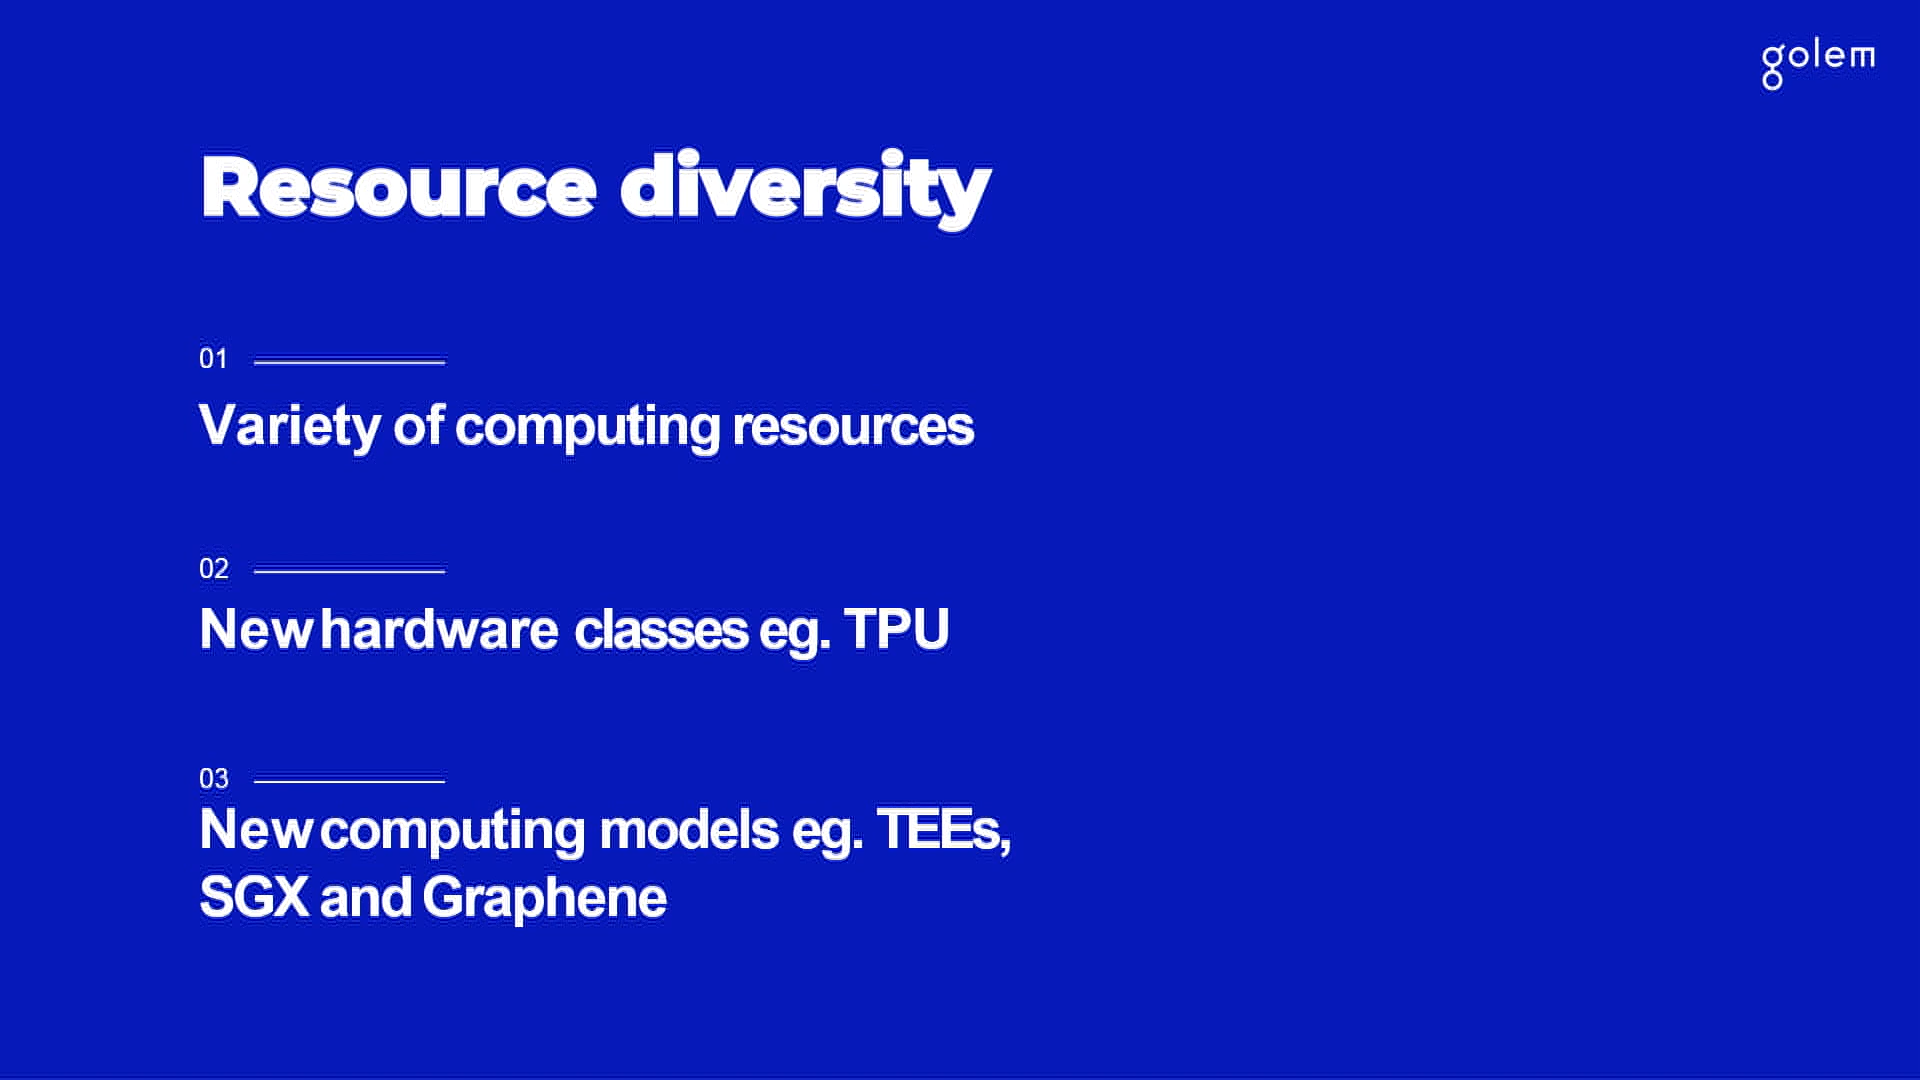 golem
Resource diversity
01
Variety of computing resources
02
New hardware classes eg. TPU
03
New computing models eg. TEEs,
SGX and Graphene